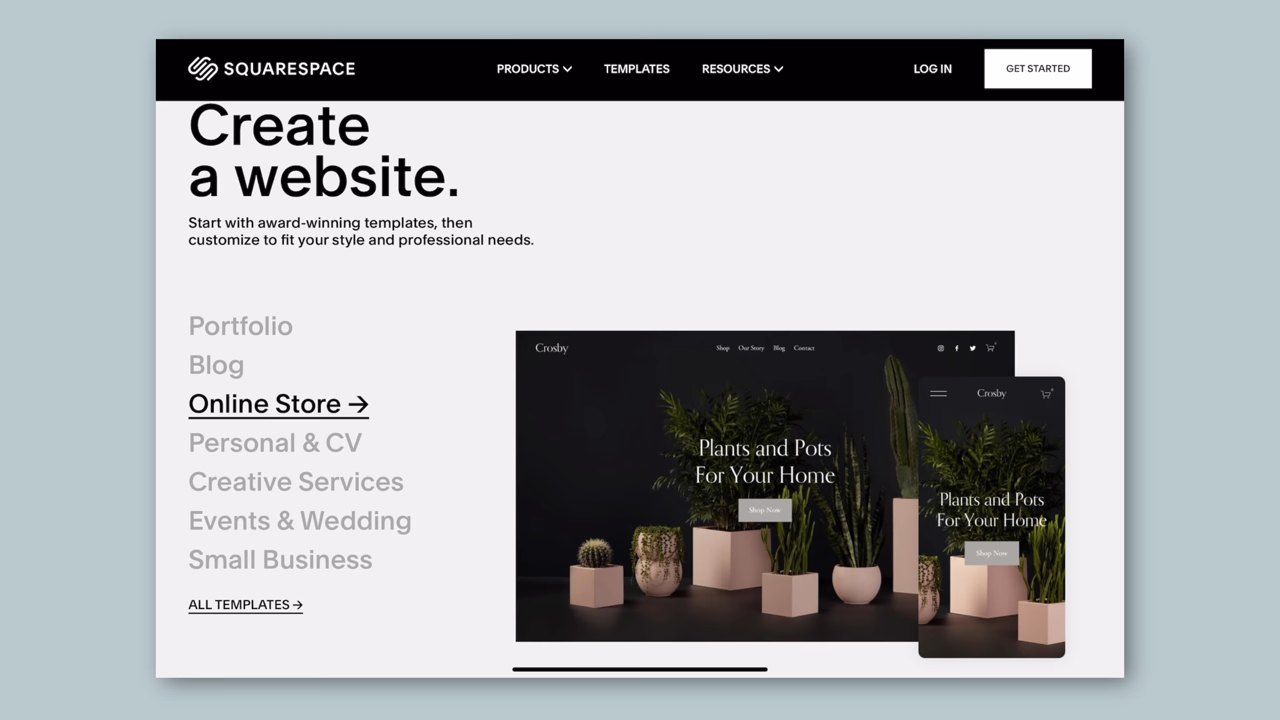 SQUARESPACE
PRODUCTS
TEMPLATES
RESOURCES
LOG IN
GET STARTED
Create
a website.
Start with award-winning templates, then
customize to fit your style and professional needs.
Portfolio
Blog
Online Store →
Personal & CV
Creative Services
Events & Wedding
Small Business
ALL TEMPLATES →
Crosby
Shop
Our Story
Blog
Contact
Plants and Pots
For Your Home
Shop Now
Crosby
Plants and Pots
For Your Home
Shop Now